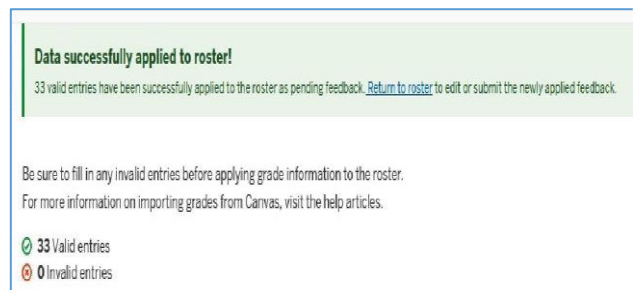 Data successfully applied to roster!
33 valid entries have been successfully applied to the roster as pending feedback. Return to roster to edit or submit the newly applied feedback.
Be sure to fill in any invalid entries before applying grade information to the roster.
For more information on importing grades from Canvas, visit the help articles.
33 Valid entries
0 Invalid entries